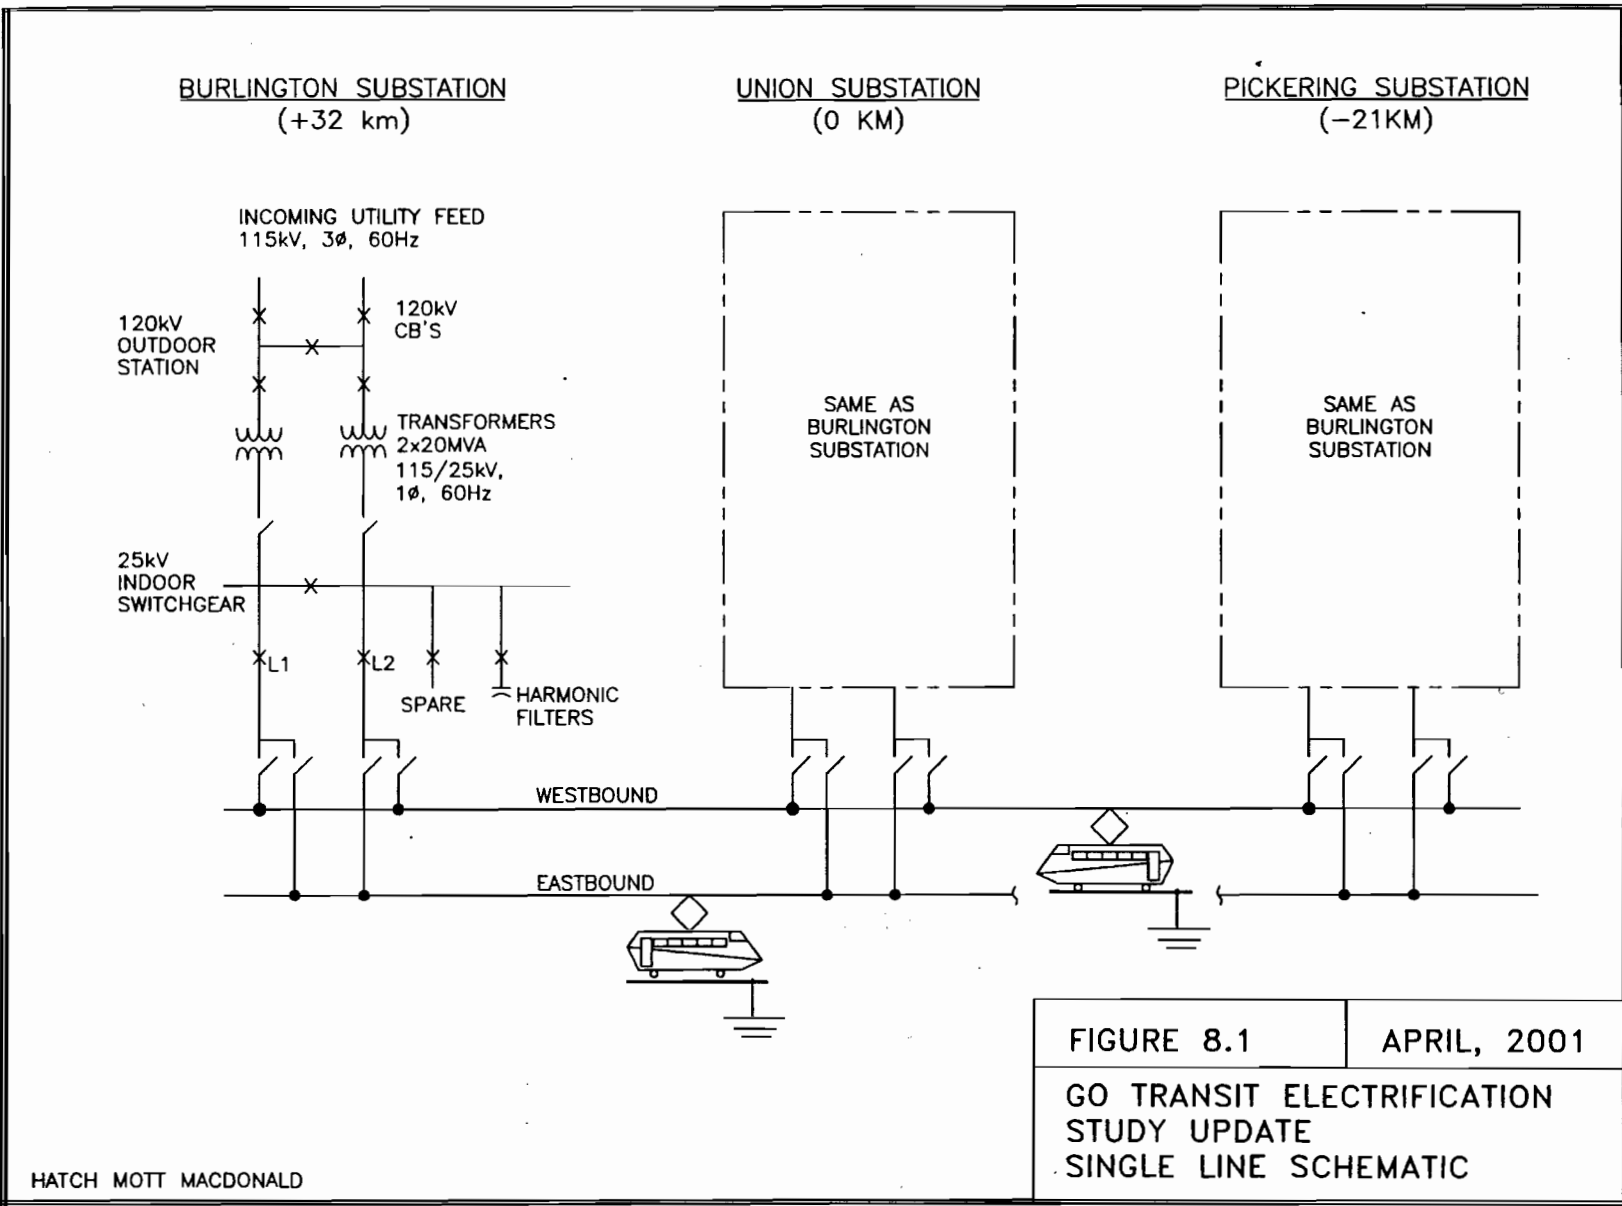 BURLINGTON SUBSTATION
(+32 km)
UNION SUBSTATION
(0 KM)
PICKERING SUBSTATION
(−21KM)
INCOMING UTILITY FEED
115kV, 3ø, 60Hz
120kV
OUTDOOR
STATION
120kV
CB'S
TRANSFORMERS
2x20MVA
115/25kV,
1ø, 60Hz
25kV
INDOOR
SWITCHGEAR
L1
L2
SPARE
HARMONIC
FILTERS
SAME AS
BURLINGTON
SUBSTATION
SAME AS
BURLINGTON
SUBSTATION
WESTBOUND
EASTBOUND
FIGURE 8.1
APRIL, 2001
GO TRANSIT ELECTRIFICATION
STUDY UPDATE
SINGLE LINE SCHEMATIC
HATCH MOTT MACDONALD